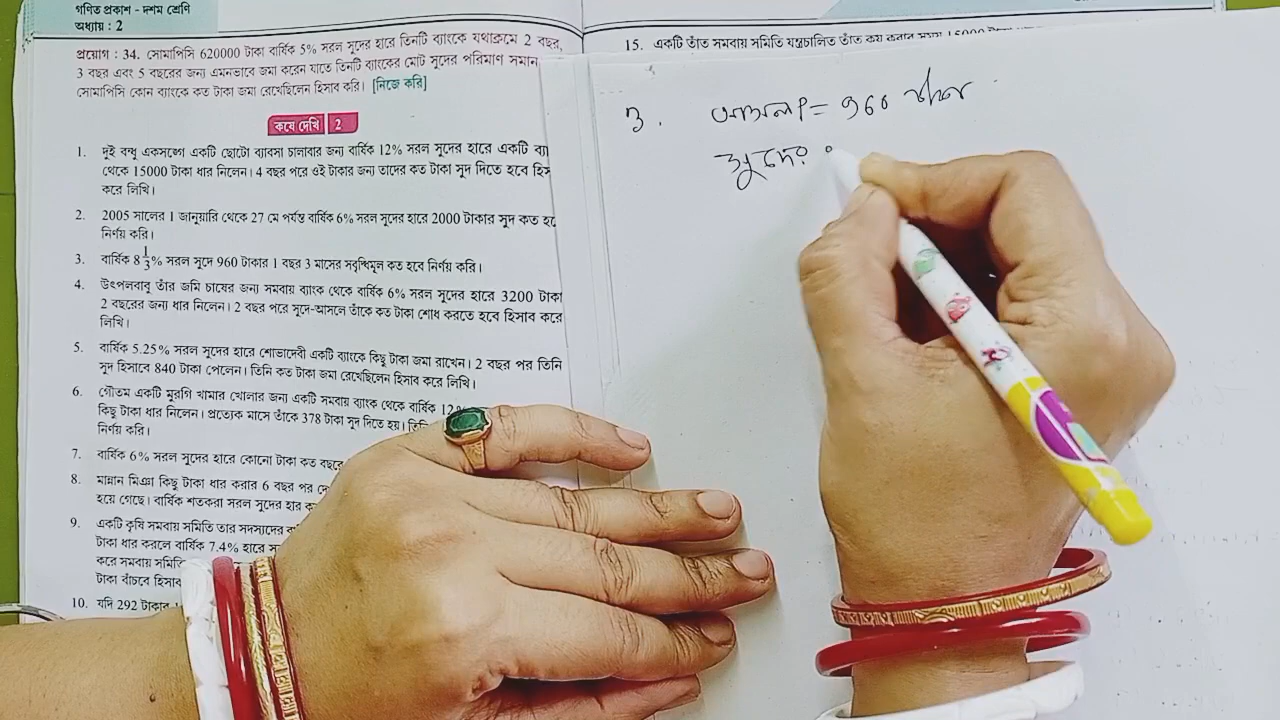 গণিত প্রকাশ - দশম শ্রেণি
অধ্যায় : 2
প্রয়োগ : 34. সোমাপিসি 620000 টাকা বার্ষিক 5% সরল সুদের হারে তিনটি ব্যাংকে যথাক্রমে 2 বছর,
3 বছর এবং 5 বছরের জন্য এমনভাবে জমা করেন যাতে তিনটি ব্যাংকের মোট সুদের পরিমাণ সমান
সোমাপিসি কোন ব্যাংকে কত টাকা জমা রেখেছিলেন হিসাব করি। [নিজে করি]
কষে দেখি 2
1. দুই বন্ধু একসঙ্গে একটি ছোটো ব্যাবসা চালাবার জন্য বার্ষিক 12% সরল সুদের হারে একটি ব্যা
থেকে 15000 টাকা ধার নিলেন। 4 বছর পরে ওই টাকার জন্য তাদের কত টাকা সুদ দিতে হবে হিস
করে লিখি।
2. 2005 সালের 1 জানুয়ারি থেকে 27 মে পর্যন্ত বার্ষিক 6% সরল সুদের হারে 2000 টাকার সুদ কত হ
নির্ণয় করি।
3. বার্ষিক 8 1/3% সরল সুদে 960 টাকার 1 বছর 3 মাসের সবৃদ্ধিমূল কত হবে নির্ণয় করি।
4. উৎপলবাবু তাঁর জমি চাষের জন্য সমবায় ব্যাংক থেকে বার্ষিক 6% সরল সুদের হারে 3200 টাকা
2 বছরের জন্য ধার নিলেন। 2 বছর পরে সুদে-আসলে তাঁকে কত টাকা শোধ করতে হবে হিসাব করে
লিখি।
5. বার্ষিক 5.25% সরল সুদের হারে শোভাদেবী একটি ব্যাংকে কিছু টাকা জমা রাখেন। 2 বছর পর তিনি
সুদ হিসাবে 840 টাকা পেলেন। তিনি কত টাকা জমা রেখেছিলেন হিসাব করে লিখি।
6. গৌতম একটি মুরগি খামার খোলার জন্য একটি সমবায় ব্যাংক থেকে বার্ষিক 12%
কিছু টাকা ধার নিলেন। প্রত্যেক মাসে তাঁকে 378 টাকা সুদ দিতে হয়।
নির্ণয় করি।
7. বার্ষিক 6% সরল সুদের হারে কোনো টাকা কত বছরে
8. মান্নান মিঞা কিছু টাকা ধার করার 6 বছর পর দে
হয়ে গেছে। বার্ষিক শতকরা সরল সুদের হার ক
9. একটি কৃষি সমবায় সমিতি তার সদস্যদের
টাকা ধার করলে বার্ষিক 7.4% হারে
করে সমবায় সমিতি
টাকা বাঁচবে হিসাব
10. যদি 292 টাকার
15. একটি তাঁত সমবায় সমিতি যন্ত্রচালিত তাঁত ক্রয় করার সময় 15000
3. আসল P = 960 টাকা
সুদের